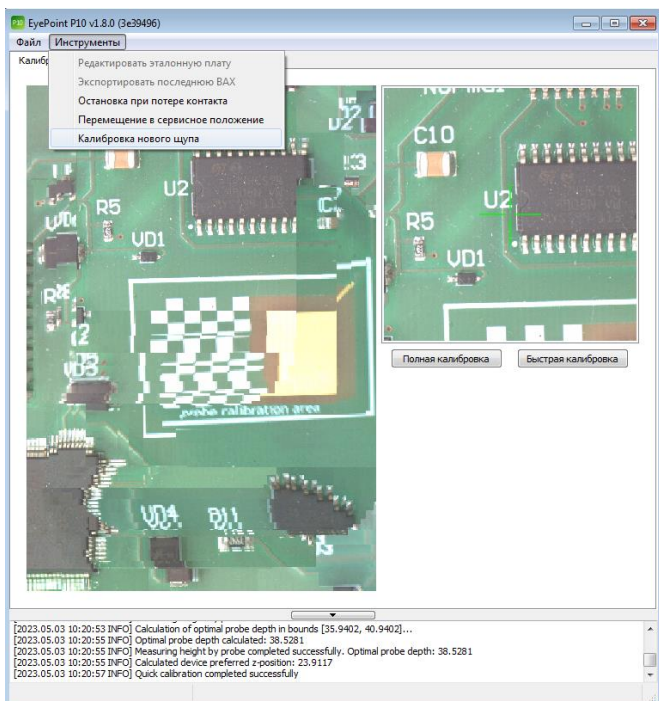 P10 EyePoint P10 v1.8.0 (3e39496)
Файл Инструменты
Редактировать эталонную плату
Экспортировать последнюю ВАХ
Остановка при потере контакта
Перемещение в сервисное положение
Калибровка нового щупа
C10
U2
R5
VD1
U2
R5
VD1
Полная калибровка Быстрая калибровка
probe calibration area
VD4
[2023.05.03 10:20:53 INFO] Calculation of optimal probe depth in bounds [35.9402, 40.9402]...
[2023.05.03 10:20:55 INFO] Optimal probe depth calculated: 38.5281
[2023.05.03 10:20:55 INFO] Measuring height by probe completed successfully. Optimal probe depth: 38.5281
[2023.05.03 10:20:55 INFO] Calculated device preferred z-position: 23.9117
[2023.05.03 10:20:57 INFO] Quick calibration completed successfully